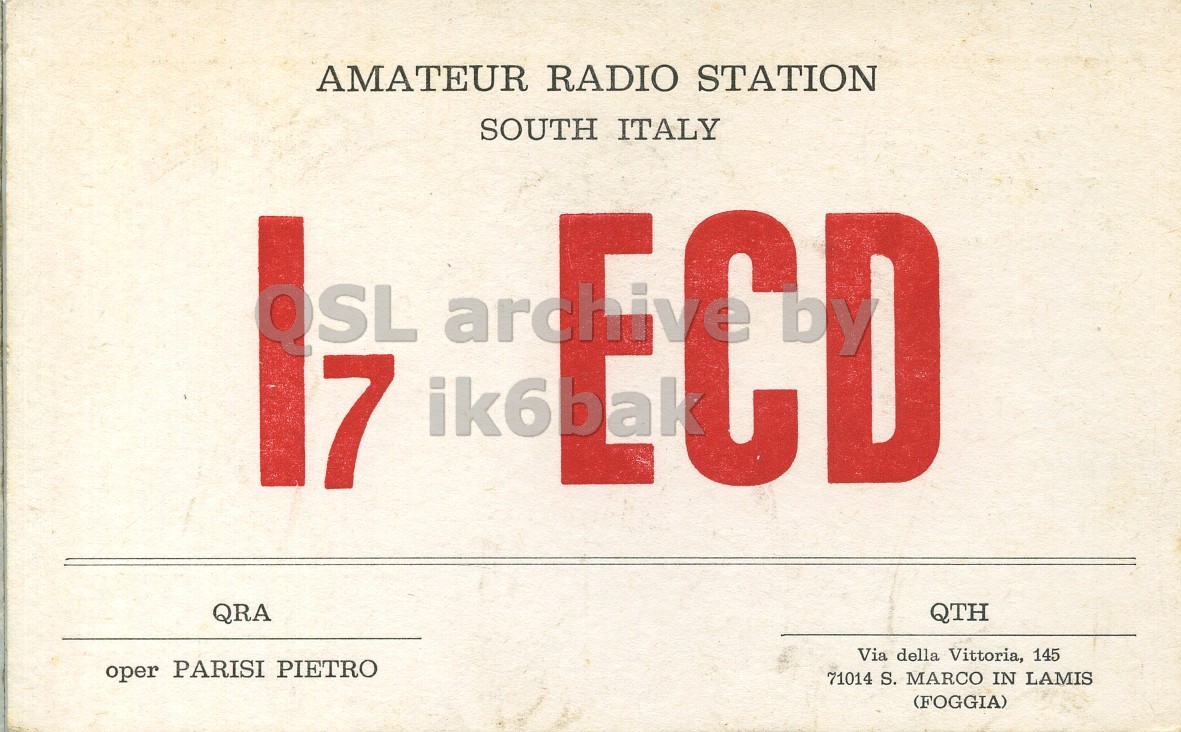 AMATEUR RADIO STATION
SOUTH ITALY
I7 ECD
QSL archive by
ik6bak
QRA
oper PARISI PIETRO
QTH
Via della Vittoria, 145
71014 S. MARCO IN LAMIS
(FOGGIA)